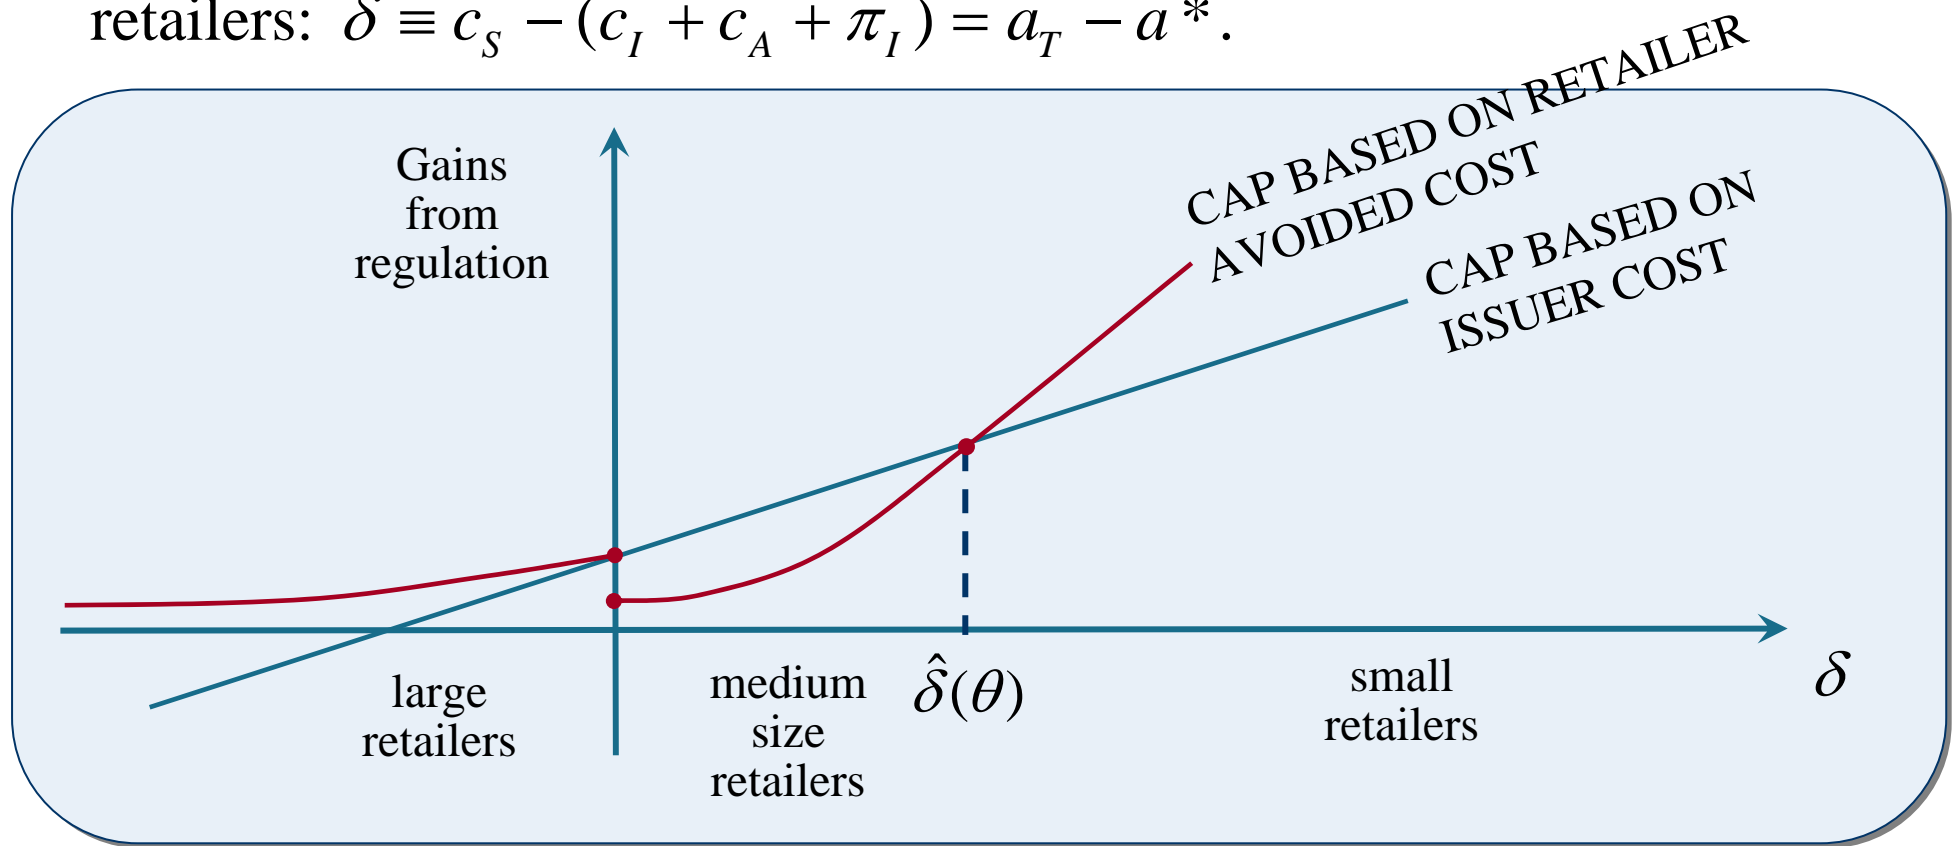 retailers: δ ≡ c_S − (c_I + c_A + π_I) = a_T − a*.
Gains
from
regulation
CAP BASED ON RETAILER
AVOIDED COST
CAP BASED ON
ISSUER COST
large
retailers
medium
size
retailers
δ̂(θ)
small
retailers
δ